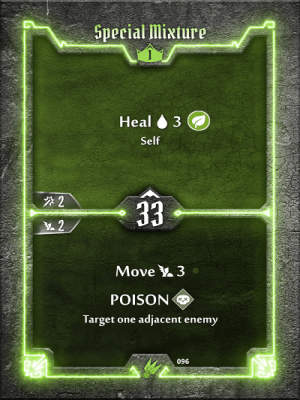 Special Mixture
1
Heal 3
Self
2
33
2
Move 3
POISON
Target one adjacent enemy
096